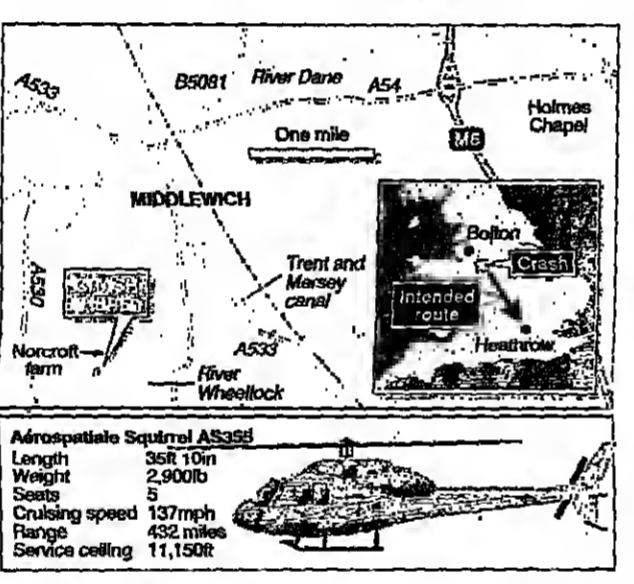 A533
B5081
River Dane
A54
Holmes
Chapel
One mile
M6
MIDDLEWICH
Bolton
Crash
Trent and
Mersey
canal
Intended
route
A530
Heathrow
A533
Norcroft
farm
River
Wheellock
Aérospatiale Squirrel AS355
Length 35ft 10in
Weight 2,900lb
Seats 5
Cruising speed 137mph
Range 432 miles
Service ceiling 11,150ft